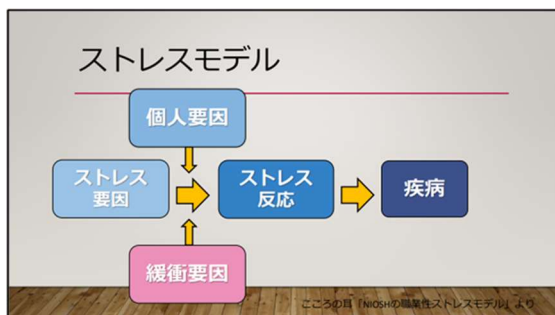 ストレスモデル
個人要因
ストレス
要因
ストレス
反応
疾病
緩衝要因
こころの耳「NIOSHの職業性ストレスモデル」より